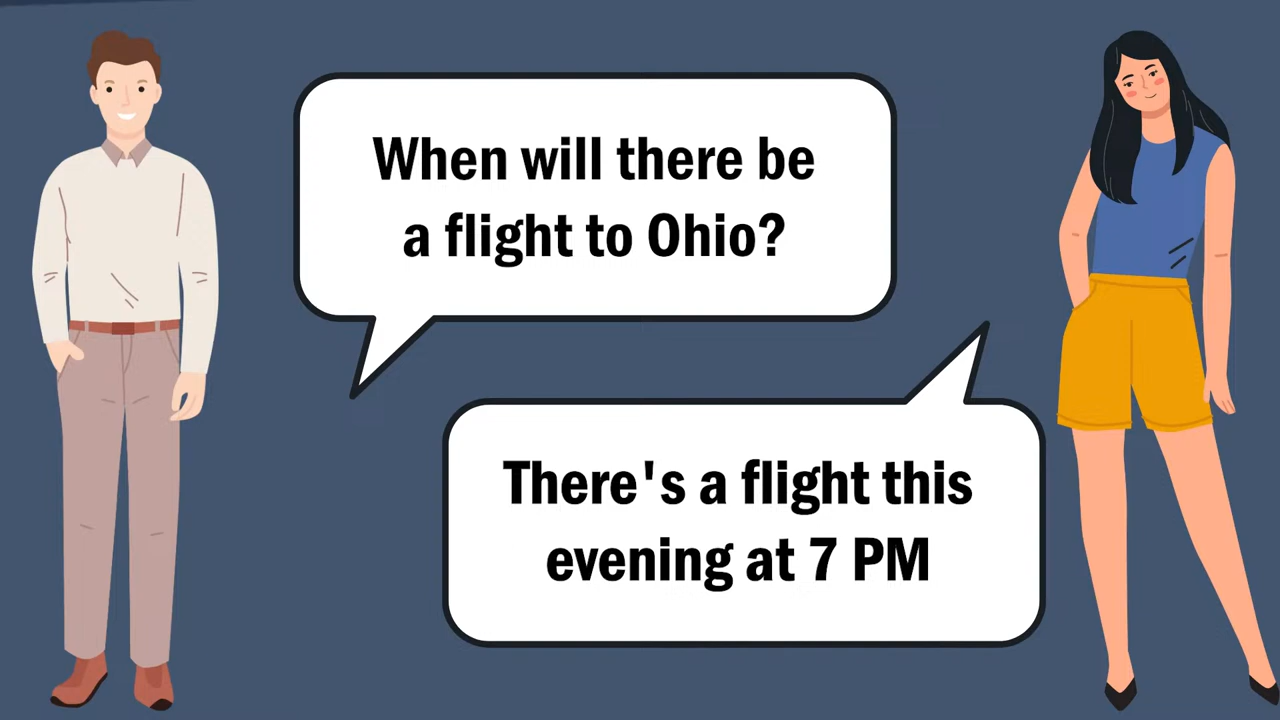 When will there be
a flight to Ohio?
There's a flight this
evening at 7 PM